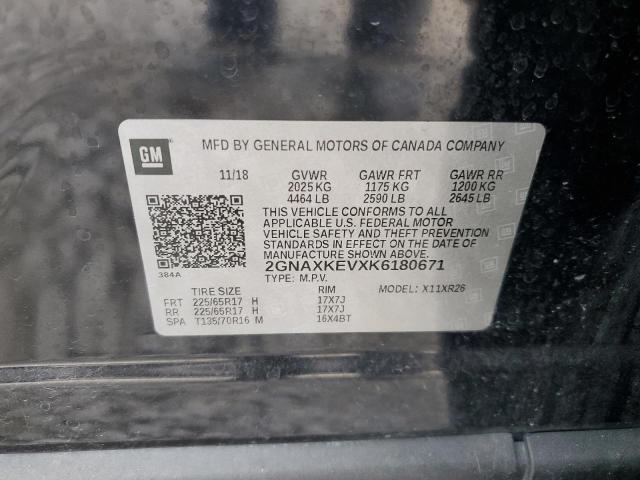 GM
MFD BY GENERAL MOTORS OF CANADA COMPANY
11/18 GVWR GAWR FRT GAWR RR
2025 KG 1175 KG 1200 KG
4464 LB 2590 LB 2645 LB
THIS VEHICLE CONFORMS TO ALL
APPLICABLE U.S. FEDERAL MOTOR
VEHICLE SAFETY AND THEFT PREVENTION
STANDARDS IN EFFECT ON THE DATE OF
MANUFACTURE SHOWN ABOVE.
384A
2GNAXKEVXK6180671
TYPE: M.P.V.
TIRE SIZE RIM MODEL: X11XR26
FRT 225/65R17 H 17X7J
RR 225/65R17 H 17X7J
SPA T135/70R16 M 16X4BT